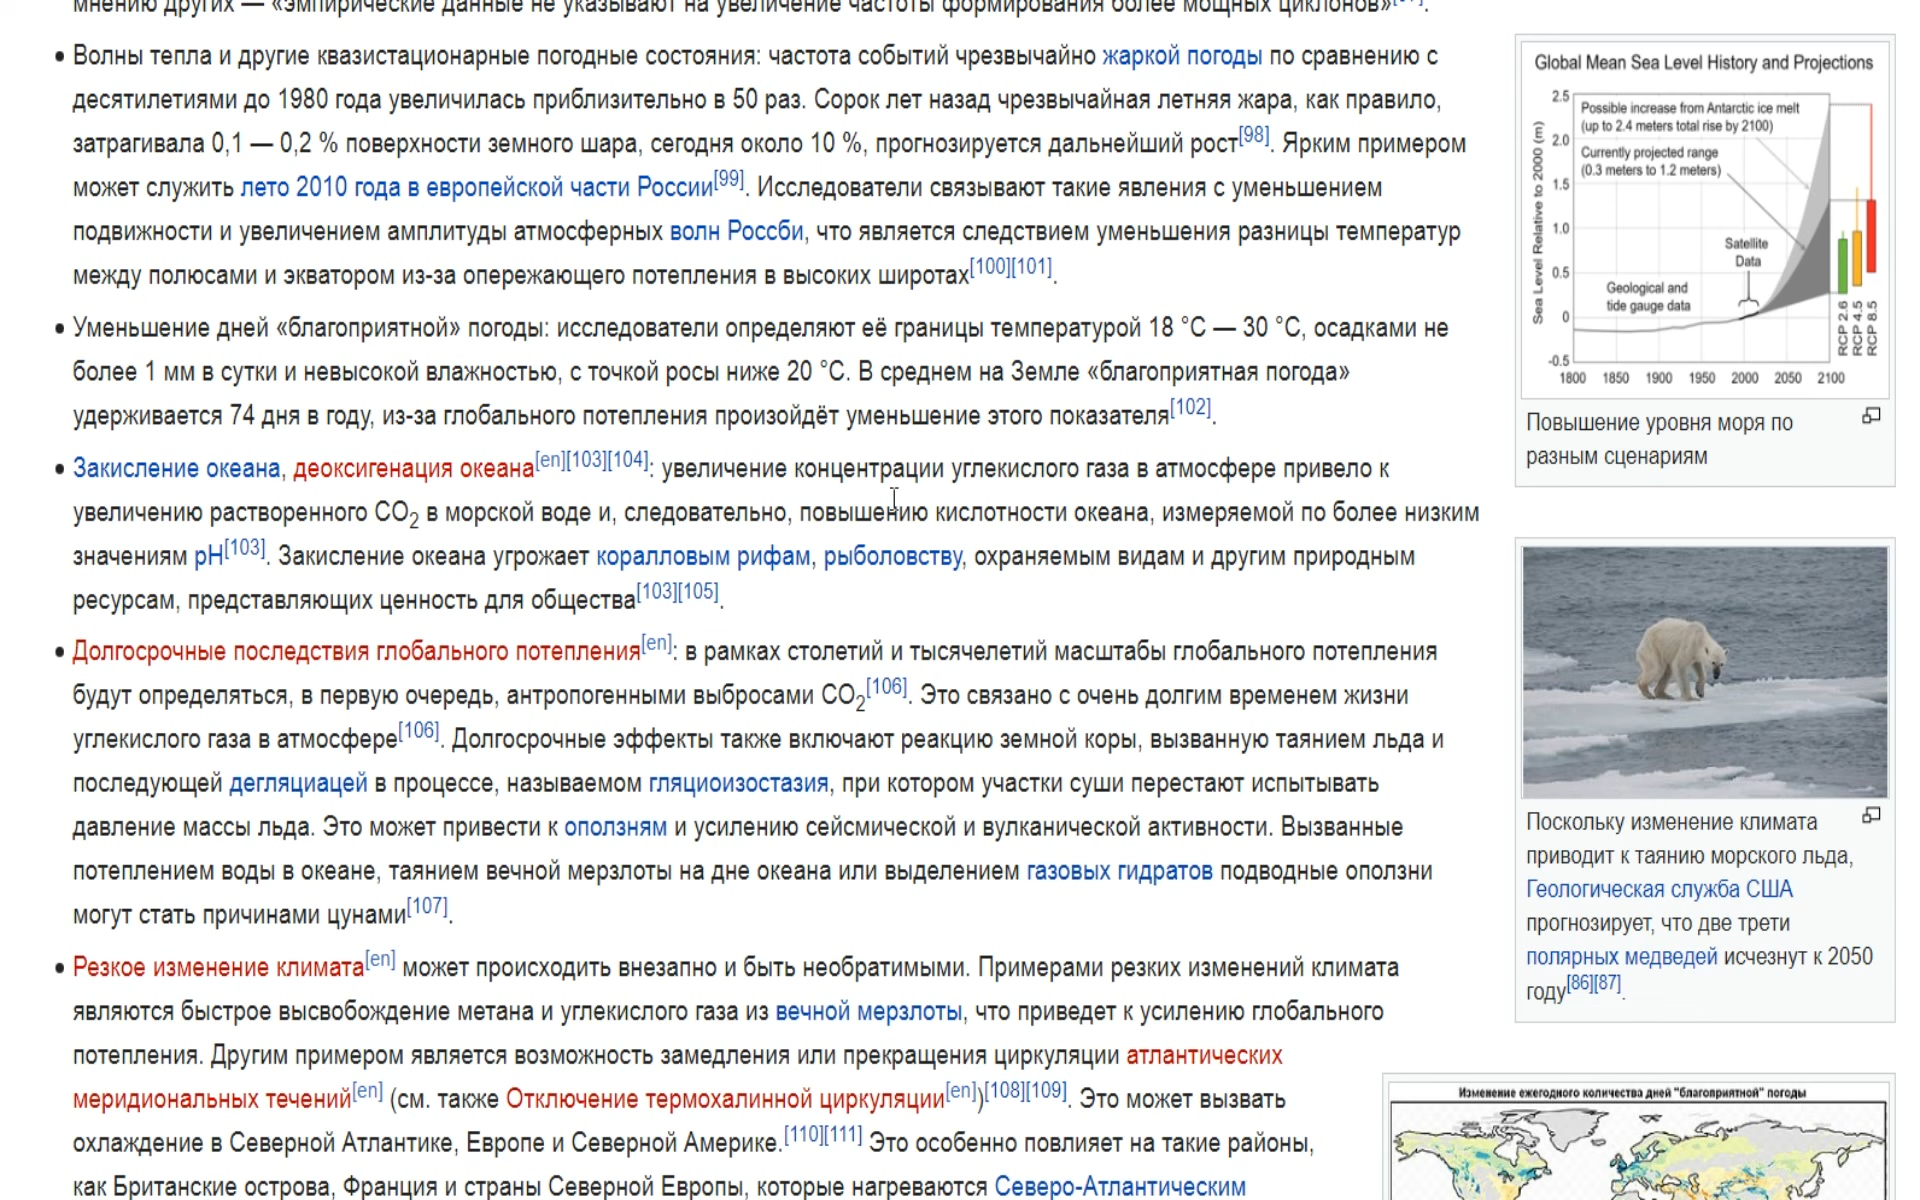 мнению других — «эмпирические данные не указывают на увеличение частоты формирования более мощных циклонов»[97].
• Волны тепла и другие квазистационарные погодные состояния: частота событий чрезвычайно жаркой погоды по сравнению с
десятилетиями до 1980 года увеличилась приблизительно в 50 раз. Сорок лет назад чрезвычайная летняя жара, как правило,
затрагивала 0,1 — 0,2 % поверхности земного шара, сегодня около 10 %, прогнозируется дальнейший рост[98]. Ярким примером
может служить лето 2010 года в европейской части России[99]. Исследователи связывают такие явления с уменьшением
подвижности и увеличением амплитуды атмосферных волн Россби, что является следствием уменьшения разницы температур
между полюсами и экватором из-за опережающего потепления в высоких широтах[100][101].
• Уменьшение дней «благоприятной» погоды: исследователи определяют её границы температурой 18 °C — 30 °C, осадками не
более 1 мм в сутки и невысокой влажностью, с точкой росы ниже 20 °C. В среднем на Земле «благоприятная погода»
удерживается 74 дня в году, из-за глобального потепления произойдёт уменьшение этого показателя[102].
• Закисление океана, деоксигенация океана[en][103][104]: увеличение концентрации углекислого газа в атмосфере привело к
увеличению растворенного CO2 в морской воде и, следовательно, повышению кислотности океана, измеряемой по более низким
значениям pH[103]. Закисление океана угрожает коралловым рифам, рыболовству, охраняемым видам и другим природным
ресурсам, представляющих ценность для общества[103][105].
• Долгосрочные последствия глобального потепления[en]: в рамках столетий и тысячелетий масштабы глобального потепления
будут определяться, в первую очередь, антропогенными выбросами CO2[106]. Это связано с очень долгим временем жизни
углекислого газа в атмосфере[106]. Долгосрочные эффекты также включают реакцию земной коры, вызванную таянием льда и
последующей дегляциацей в процессе, называемом гляциоизостазия, при котором участки суши перестают испытывать
давление массы льда. Это может привести к оползням и усилению сейсмической и вулканической активности. Вызванные
потеплением воды в океане, таянием вечной мерзлоты на дне океана или выделением газовых гидратов подводные оползни
могут стать причинами цунами[107].
• Резкое изменение климата[en] может происходить внезапно и быть необратимыми. Примерами резких изменений климата
являются быстрое высвобождение метана и углекислого газа из вечной мерзлоты, что приведет к усилению глобального
потепления. Другим примером является возможность замедления или прекращения циркуляции атлантических
меридиональных течений[en] (см. также Отключение термохалинной циркуляции[en])[108][109]. Это может вызвать
охлаждение в Северной Атлантике, Европе и Северной Америке.[110][111] Это особенно повлияет на такие районы,
как Британские острова, Франция и страны Северной Европы, которые нагреваются Северо-Атлантическим
Global Mean Sea Level History and Projections
Sea Level Relative to 2000 (m)
2.5
2.0
1.5
1.0
0.5
0
-0.5
Possible increase from Antarctic ice melt
(up to 2.4 meters total rise by 2100)
Currently projected range
(0.3 meters to 1.2 meters)
Satellite
Data
Geological and
tide gauge data
RCP 2.6
RCP 4.5
RCP 8.5
1800 1850 1900 1950 2000 2050 2100
Повышение уровня моря по
разным сценариям
Поскольку изменение климата
приводит к таянию морского льда,
Геологическая служба США
прогнозирует, что две трети
полярных медведей исчезнут к 2050
году[86][87].
Изменение ежегодного количества дней "благоприятной" погоды